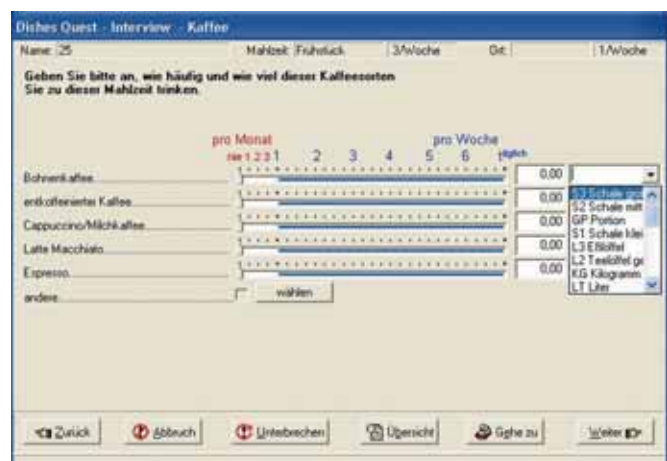 Dishes Quest - Interview - Kaffee
Name: 25 Mahlzeit: Frühstück 3/Woche Ort: 1/Woche
Geben Sie bitte an, wie häufig und wie viel dieser Kaffeesorten
Sie zu dieser Mahlzeit trinken.
pro Monat pro Woche
nie 1 2 3 1 2 3 4 5 6 täglich
Bohnenkaffee 0,00
entkoffeinierter Kaffee 0,00
Cappuccino/Milchkaffee 0,00
Latte Macchiato 0,00
Espresso 0,00
andere wählen
S3 Schale
S2 Schale mitt
GP Portion
S1 Schale klei
L3 Eßlöffel
L2 Teelöffel ge
KG Kilogramm
LT Liter
Zurück Abbruch Unterbrechen Übersicht Gehe zu Weiter